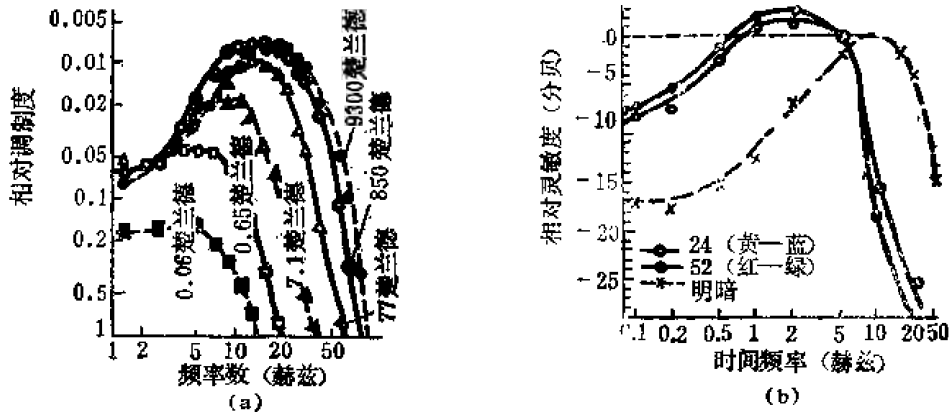 相对调制度
0.005
0.01
0.02
0.05
0.1
0.2
0.5
1
0.06楚兰德
0.65楚兰德
7.1楚兰德
77楚兰德
850楚兰德
9300楚兰德
1 2 5 10 20 50
频率数（赫兹）
(a)
相对灵敏度（分贝）
0
-5
-10
-15
-20
-25
24（黄—蓝）
52（红—绿）
明暗
0.2 0.5 1 2 5 10 20 50
时间频率（赫兹）
(b)